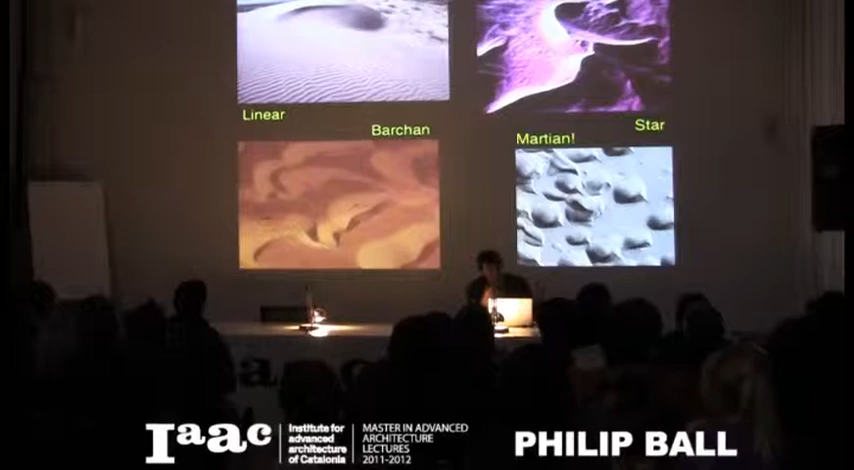 Linear
Barchan
Star
Martian!
Iaac
Institute for
advanced
architecture
of Catalonia
MASTER IN ADVANCED
ARCHITECTURE
LECTURES
2011-2012
PHILIP BALL